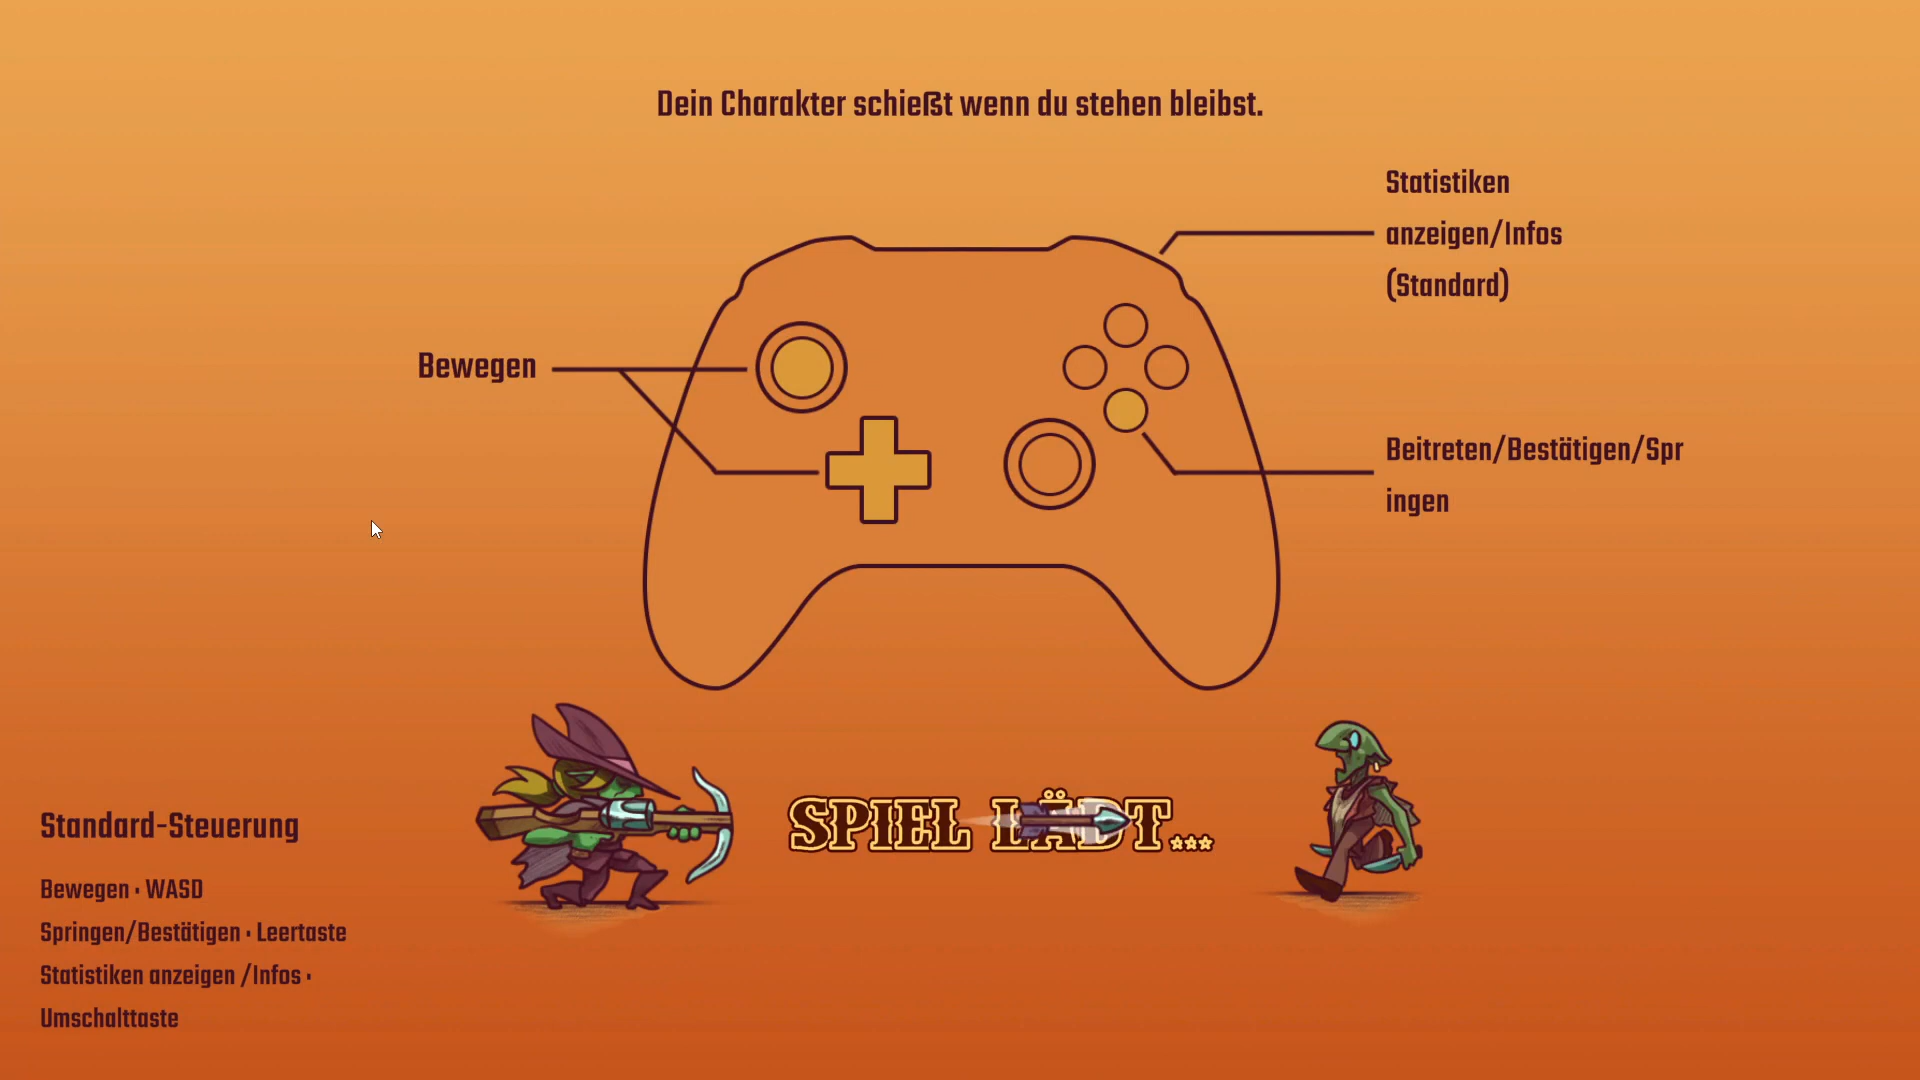 Dein Charakter schießt wenn du stehen bleibst.
Statistiken
anzeigen/Infos
(Standard)
Bewegen
Beitreten/Bestätigen/Spr
ingen
SPIEL LÄDT...
Standard-Steuerung
Bewegen · WASD
Springen/Bestätigen · Leertaste
Statistiken anzeigen /Infos ·
Umschalttaste